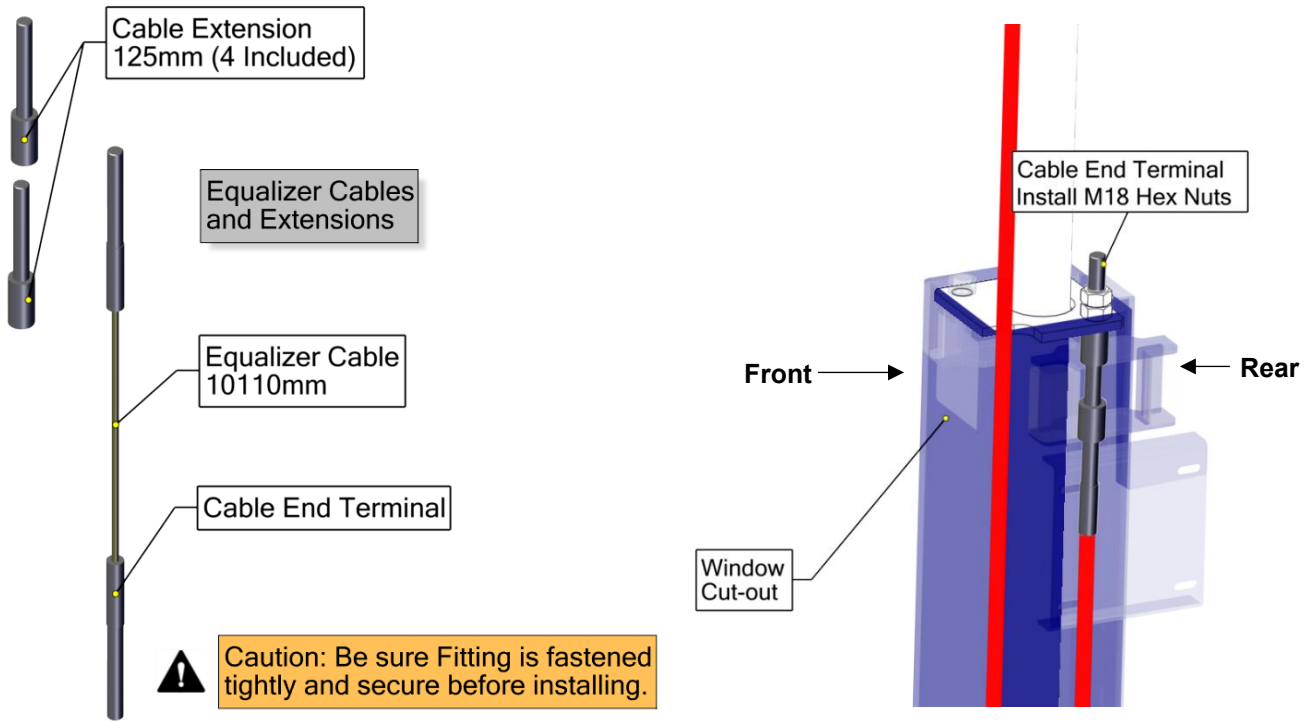 Cable Extension
125mm (4 Included)
Equalizer Cables
and Extensions
Equalizer Cable
10110mm
Cable End Terminal
Caution: Be sure Fitting is fastened
tightly and secure before installing.
Cable End Terminal
Install M18 Hex Nuts
Front
Rear
Window
Cut-out